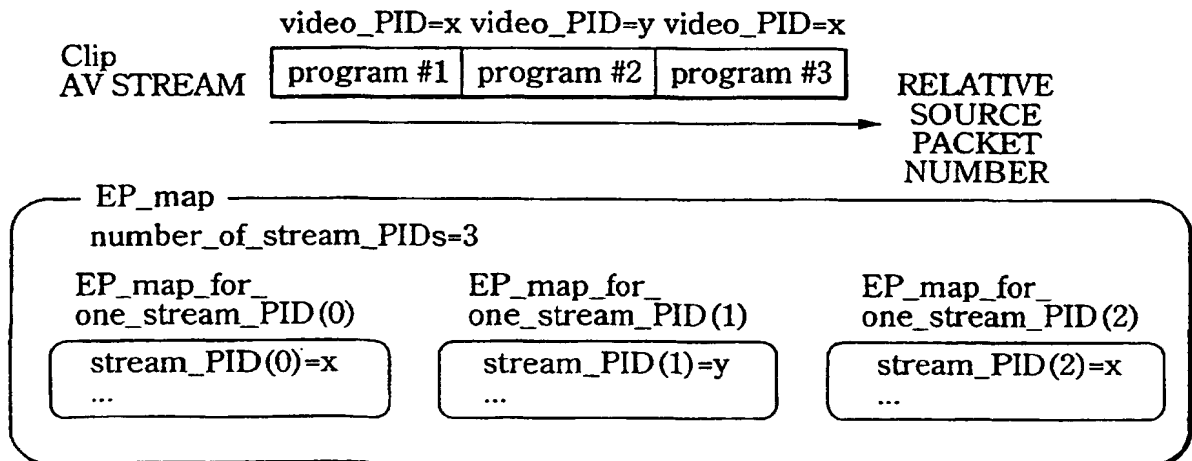 video_PID=x video_PID=y video_PID=x
Clip
AV STREAM
program #1 program #2 program #3
RELATIVE
SOURCE
PACKET
NUMBER
EP_map
number_of_stream_PIDs=3
EP_map_for_
one_stream_PID(0)
stream_PID(0)=x
...
EP_map_for_
one_stream_PID(1)
stream_PID(1)=y
...
EP_map_for_
one_stream_PID(2)
stream_PID(2)=x
...